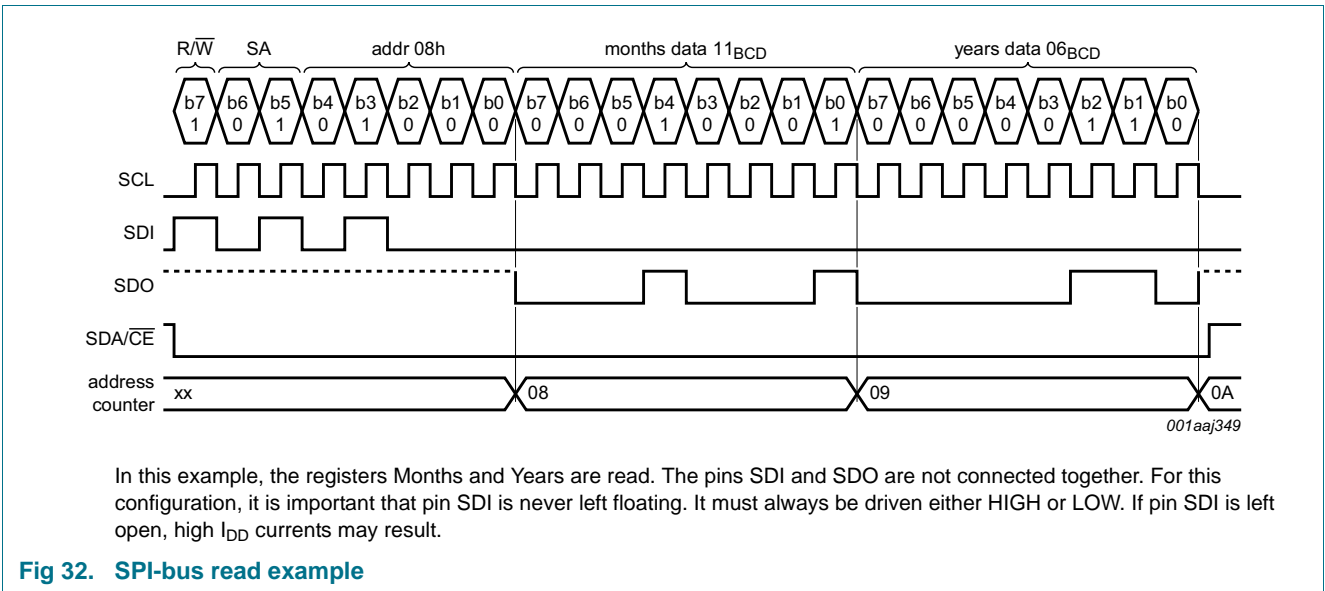 R/W SA addr 08h months data 11BCD years data 06BCD
b7 b6 b5 b4 b3 b2 b1 b0 b7 b6 b5 b4 b3 b2 b1 b0 b7 b6 b5 b4 b3 b2 b1 b0
1 0 1 0 1 0 0 0 0 0 0 1 0 0 0 1 0 0 0 0 0 1 1 0
SCL
SDI
SDO
SDA/CE
address
counter
xx 08 09 0A
001aaj349
In this example, the registers Months and Years are read. The pins SDI and SDO are not connected together. For this
configuration, it is important that pin SDI is never left floating. It must always be driven either HIGH or LOW. If pin SDI is left
open, high IDD currents may result.
Fig 32. SPI-bus read example